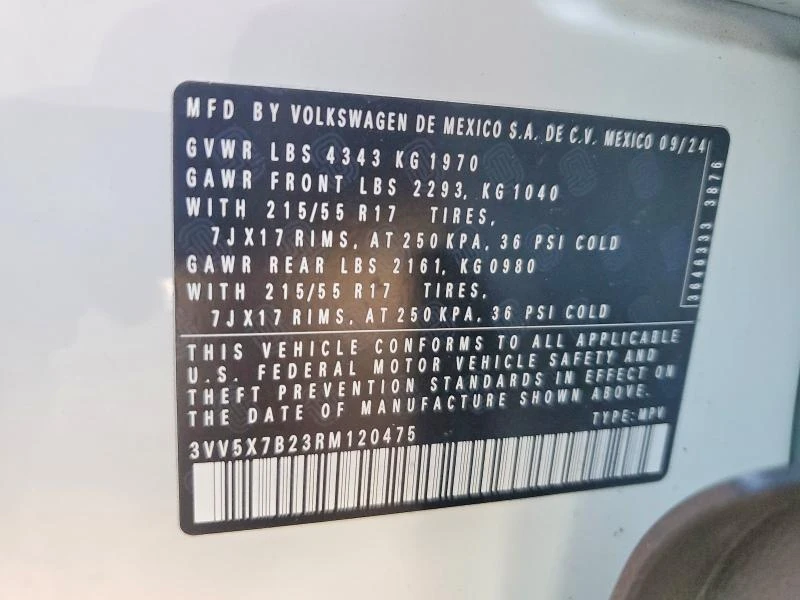 MFD BY VOLKSWAGEN DE MEXICO S.A. DE C.V. MEXICO 09/24
GVWR LBS 4343 KG 1970
GAWR FRONT LBS 2293, KG 1040
WITH 215/55 R17 TIRES,
7JX17 RIMS, AT 250 KPA, 36 PSI COLD
GAWR REAR LBS 2161, KG 0980
WITH 215/55 R17 TIRES,
7JX17 RIMS, AT 250 KPA, 36 PSI COLD
THIS VEHICLE CONFORMS TO ALL APPLICABLE
U.S. FEDERAL MOTOR VEHICLE SAFETY AND
THEFT PREVENTION STANDARDS IN EFFECT ON
THE DATE OF MANUFACTURE SHOWN ABOVE.
TYPE: MPV
3VV5X7B23RM120475
3646333 3876